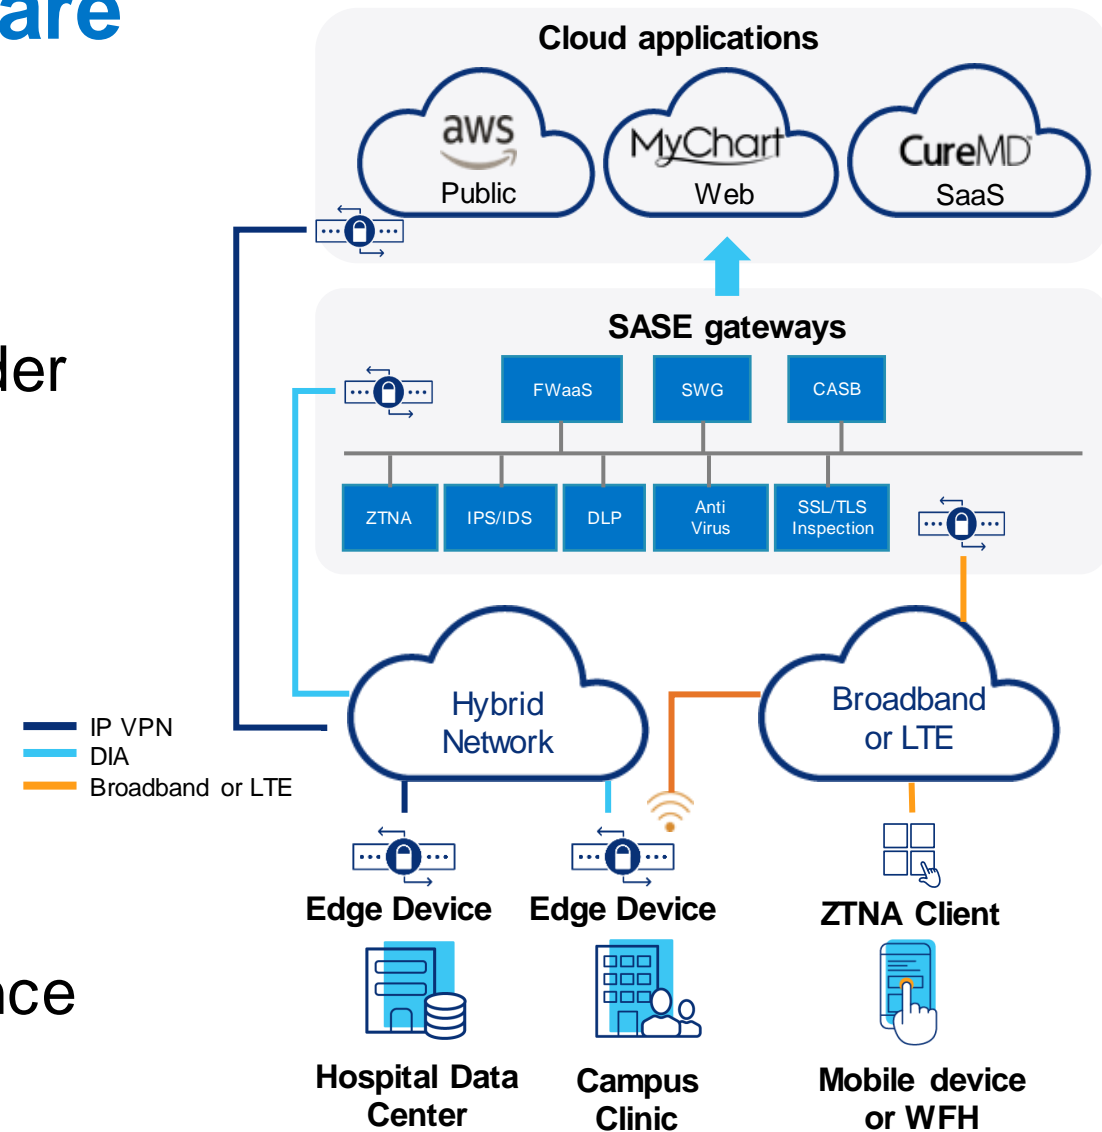 are
Cloud applications
aws
Public
MyChart
Web
CureMD
SaaS
SASE gateways
der
FWaaS
SWG
CASB
ZTNA
IPS/IDS
DLP
Anti
Virus
SSL/TLS
Inspection
Hybrid
Network
Broadband
or LTE
IP VPN
DIA
Broadband or LTE
Edge Device
Edge Device
ZTNA Client
nce
Hospital Data
Center
Campus
Clinic
Mobile device
or WFH